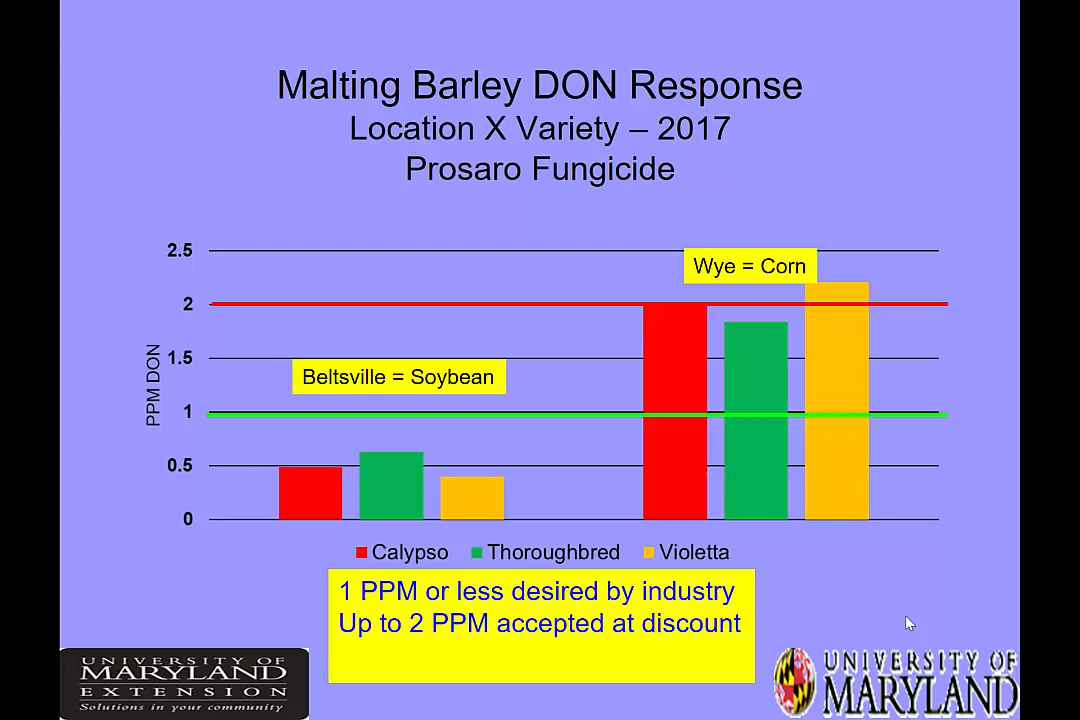 Malting Barley DON Response
Location X Variety – 2017
Prosaro Fungicide
2.5
2
1.5
1
0.5
0
PPM DON
Wye = Corn
Beltsville = Soybean
Calypso Thoroughbred Violetta
1 PPM or less desired by industry
Up to 2 PPM accepted at discount
UNIVERSITY OF
MARYLAND
EXTENSION
Solutions in your community
UNIVERSITY OF
MARYLAND